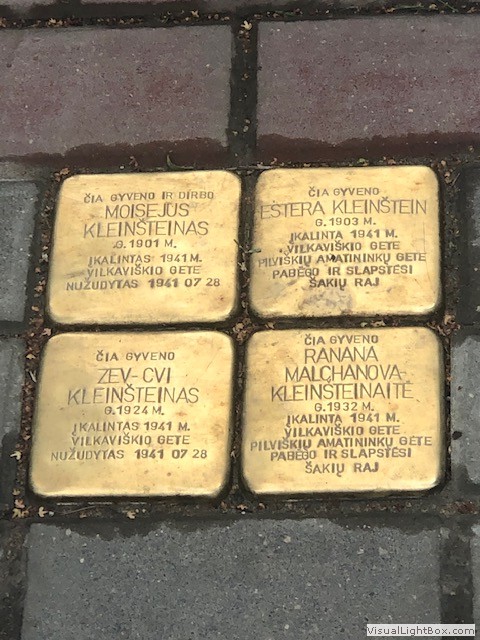 ČIA GYVENO IR DIRBO
MOISEJUS
KLEINŠTEINAS
G. 1901 M.
ĮKALINTAS 1941 M.
VILKAVIŠKIO GETE
NUŽUDYTAS 1941 07 28
ČIA GYVENO
ESTERA KLEINŠTEIN
G. 1903 M.
ĮKALINTA 1941 M.
VILKAVIŠKIO GETE
PILVIŠKIŲ AMATININKŲ GETE
PABĖGO IR SLAPSTĖSI
ŠAKIŲ RAJ
ČIA GYVENO
ZEV-CVI
KLEINŠTEINAS
G. 1924 M.
ĮKALINTAS 1941 M.
VILKAVIŠKIO GETE
NUŽUDYTAS 1941 07 28
ČIA GYVENO
RANANA
MALCHANOVA-
KLEINŠTEINAITĖ
G. 1932 M.
ĮKALINTA 1941 M.
VILKAVIŠKIO GETE
PILVIŠKIŲ AMATININKŲ GETE
PABĖGO IR SLAPSTĖSI
ŠAKIŲ RAJ
VisualLightBox.com